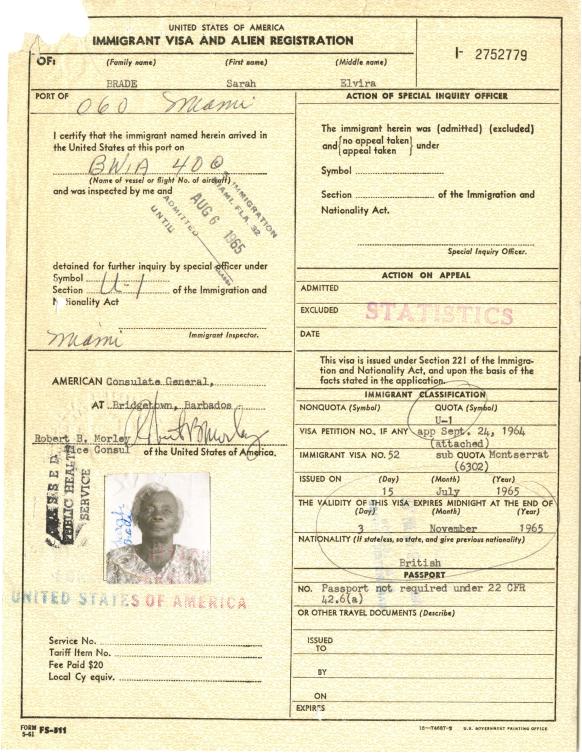 UNITED STATES OF AMERICA
IMMIGRANT VISA AND ALIEN REGISTRATION
I- 2752779
OF: (Family name) (First name) (Middle name)
BRADE Sarah Elvira
PORT OF
060 Miami
I certify that the immigrant named herein arrived in
the United States at this port on
BWIA 400
(Name of vessel or flight No. of aircraft)
and was inspected by me and
IMMIGRATION
MIAMI, FLA. 32
ADMITTED
AUG 6 1965
UNTIL
detained for further inquiry by special officer under
Symbol
Section U-1 of the Immigration and
Nationality Act
Miami
Immigrant Inspector.
AMERICAN Consulate General,
AT Bridgetown, Barbados
Robert B. Morley Robert B Morley
Vice Consul of the United States of America.
PASSED
PUBLIC HEALTH
SERVICE
UNITED STATES OF AMERICA
Service No.
Tariff Item No.
Fee Paid $20
Local Cy equiv.
FORM FS-511
5-61
ACTION OF SPECIAL INQUIRY OFFICER
The immigrant herein was (admitted) (excluded)
and {no appeal taken
appeal taken} under
Symbol
Section of the Immigration and
Nationality Act.
Special Inquiry Officer.
ACTION ON APPEAL
ADMITTED
EXCLUDED
STATISTICS
DATE
This visa is issued under Section 221 of the Immigra-
tion and Nationality Act, and upon the basis of the
facts stated in the application.
IMMIGRANT CLASSIFICATION
NONQUOTA (Symbol) QUOTA (Symbol)
U-1
VISA PETITION NO., IF ANY app Sept. 24, 1964
(attached)
IMMIGRANT VISA NO. 52 sub QUOTA Montserrat
(6302)
ISSUED ON (Day) (Month) (Year)
15 July 1965
THE VALIDITY OF THIS VISA EXPIRES MIDNIGHT AT THE END OF
(Day) (Month) (Year)
3 November 1965
NATIONALITY (If stateless, so state, and give previous nationality)
British
PASSPORT
NO. Passport not required under 22 CFR
42.6(a)
OR OTHER TRAVEL DOCUMENTS (Describe)
ISSUED
TO
BY
ON
EXPIRES
U.S. GOVERNMENT PRINTING OFFICE